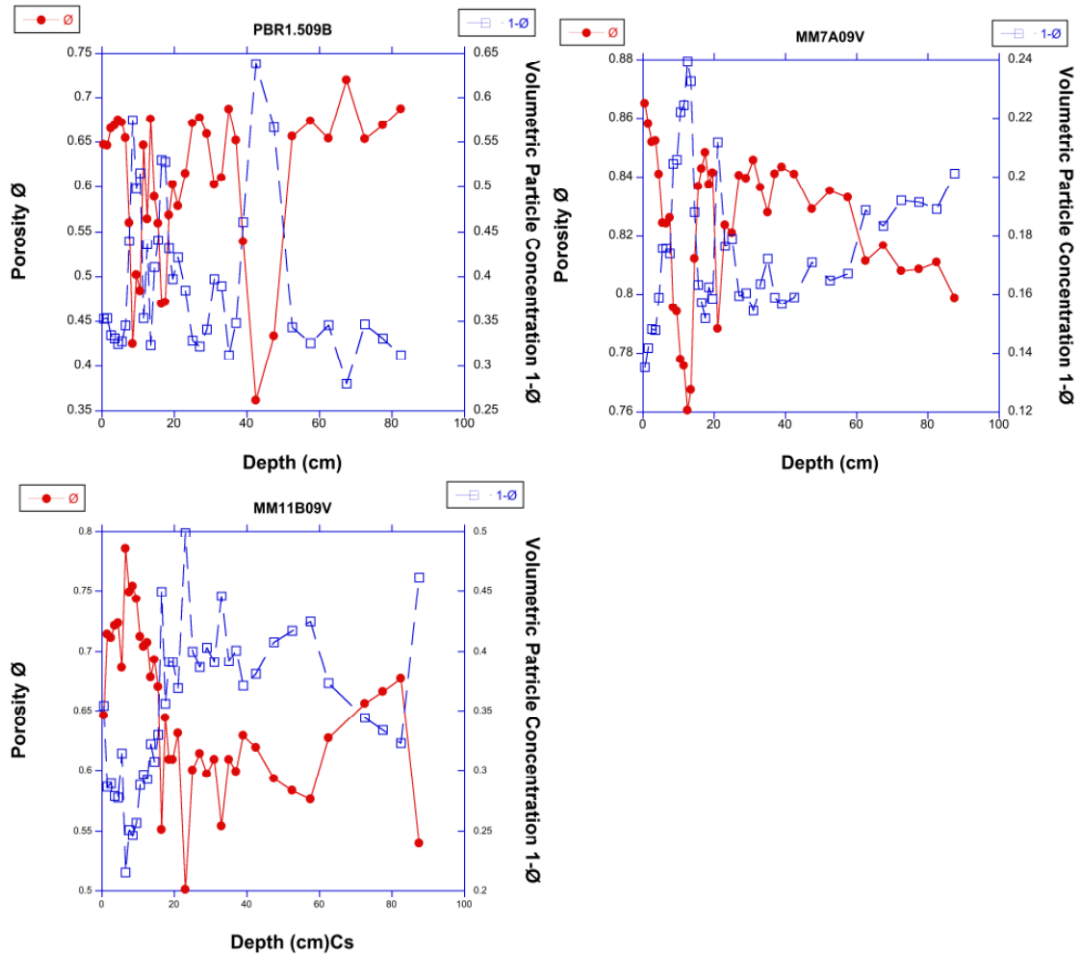 Ø
1-Ø
PBR1.509B
Porosity Ø
0.75
0.7
0.65
0.6
0.55
0.5
0.45
0.4
0.35
0.65
0.6
0.55
0.5
0.45
0.4
0.35
0.3
0.25
Volumetric Particle Concentration 1-Ø
0 20 40 60 80 100
Depth (cm)
Ø
1-Ø
MM7A09V
Porosity Ø
0.88
0.86
0.84
0.82
0.8
0.78
0.76
0.24
0.22
0.2
0.18
0.16
0.14
0.12
Volumetric Particle Concentration 1-Ø
0 20 40 60 80 100
Depth (cm)
Ø
1-Ø
MM11B09V
Porosity Ø
0.8
0.75
0.7
0.65
0.6
0.55
0.5
0.5
0.45
0.4
0.35
0.3
0.25
0.2
Volumetric Patricle Concentration 1-Ø
0 20 40 60 80 100
Depth (cm)Cs